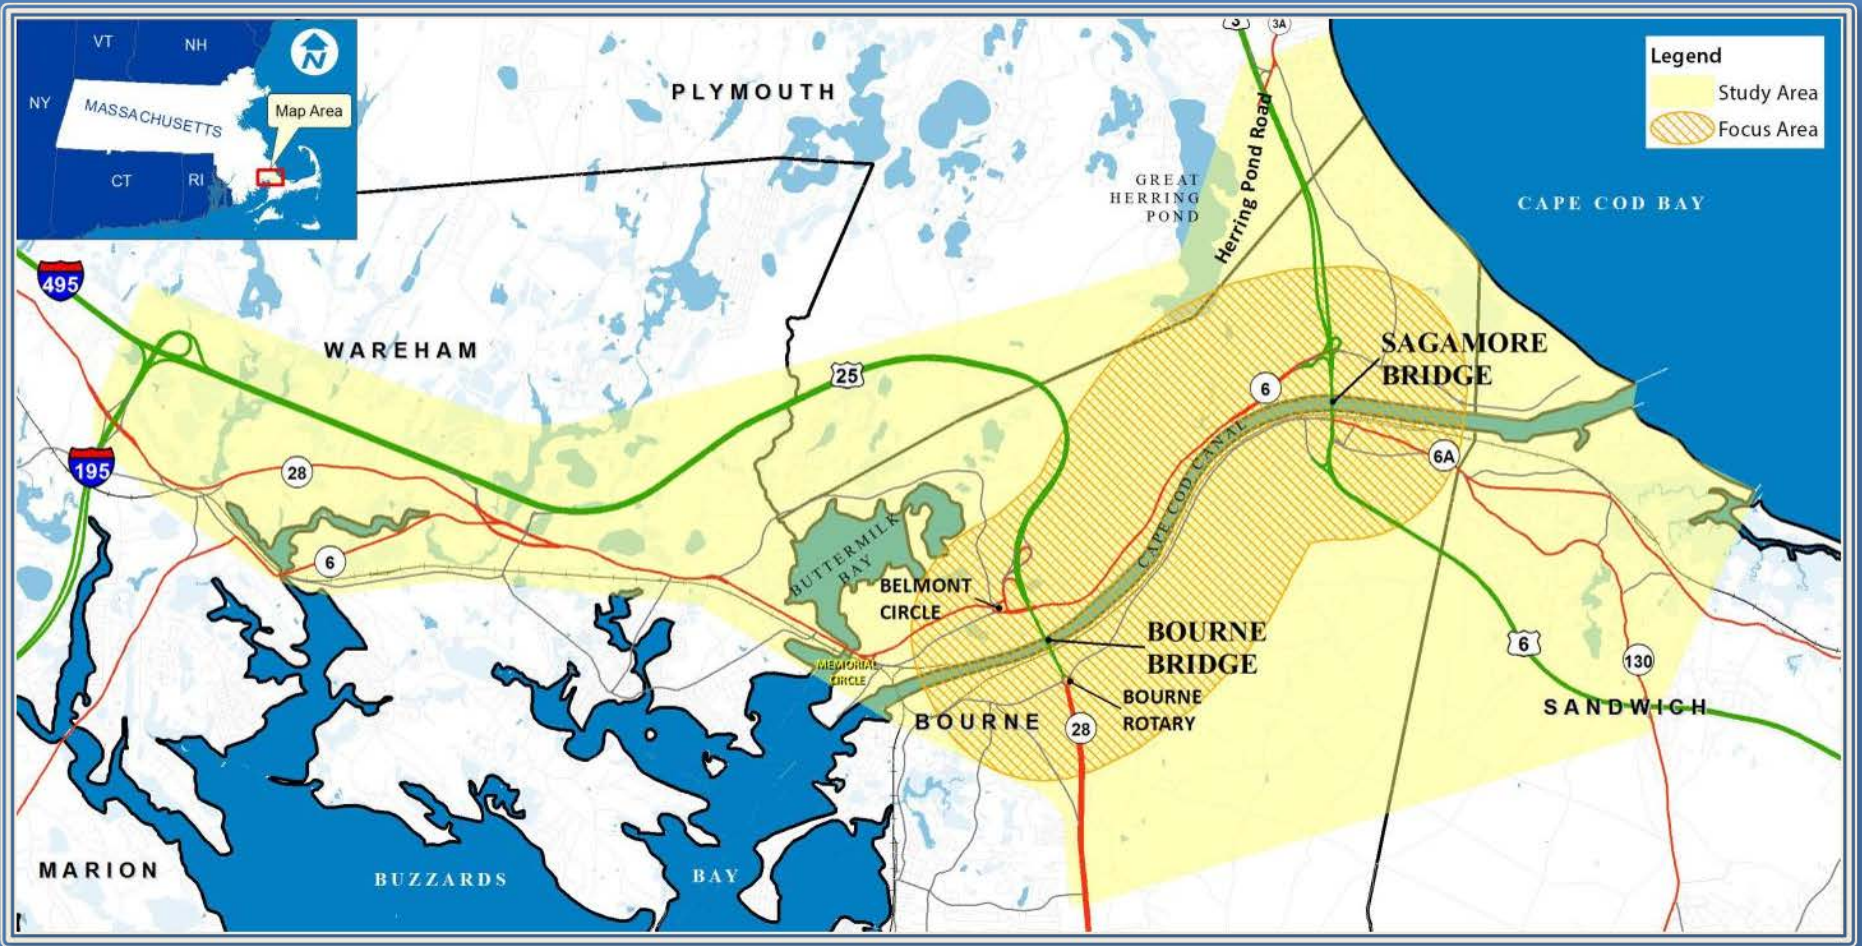 VT
NH
N
NY
MASSACHUSETTS
Map Area
CT
RI
3
3A
PLYMOUTH
Legend
Study Area
Focus Area
Herring Pond Road
GREAT
HERRING
POND
CAPE COD BAY
495
WAREHAM
25
SAGAMORE
BRIDGE
6
195
28
6A
CAPE COD CANAL
6
BUTTERMILK
BAY
BELMONT
CIRCLE
BOURNE
BRIDGE
6
130
MEMORIAL
CIRCLE
BOURNE
ROTARY
BOURNE
28
SANDWICH
MARION
BUZZARDS
BAY